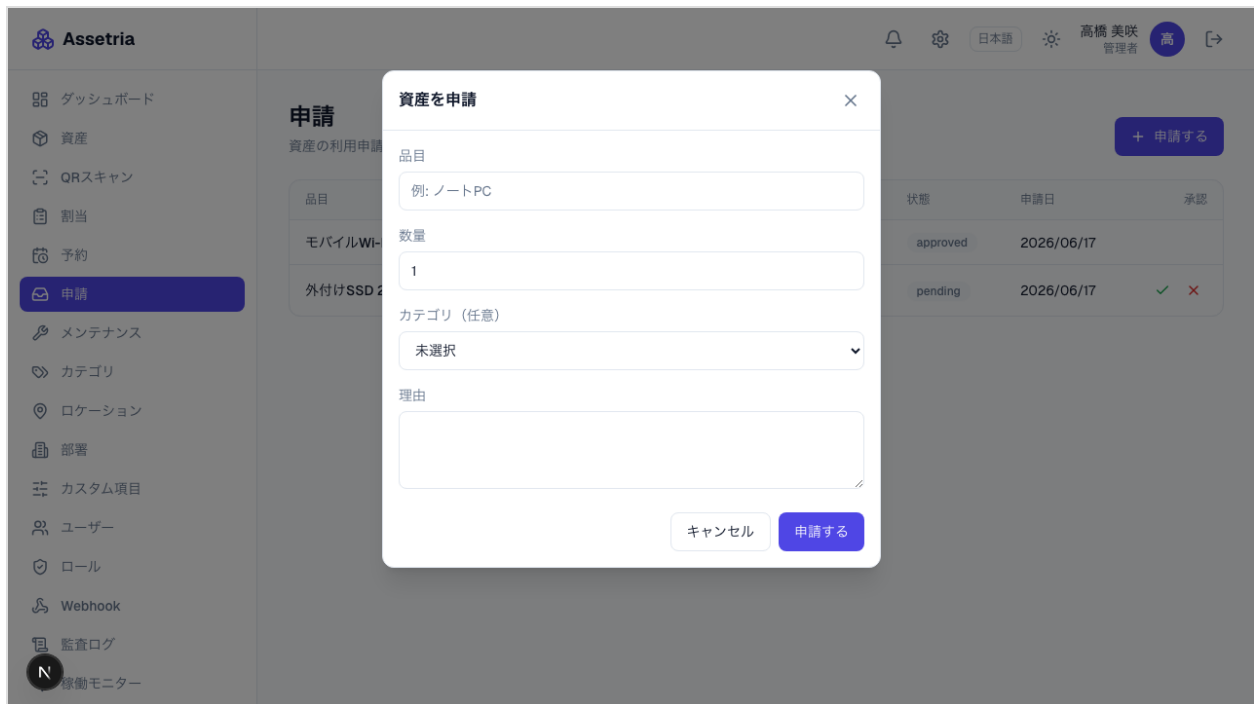 Assetria
日本語
高橋 美咲
管理者
高
ダッシュボード
資産
QRスキャン
割当
予約
申請
メンテナンス
カテゴリ
ロケーション
部署
カスタム項目
ユーザー
ロール
Webhook
監査ログ
稼働モニター
N
申請
資産の利用申請
+ 申請する
品目
状態
申請日
承認
モバイルWi-
approved
2026/06/17
外付けSSD 2
pending
2026/06/17
資産を申請
品目
例: ノートPC
数量
1
カテゴリ（任意）
未選択
理由
キャンセル
申請する